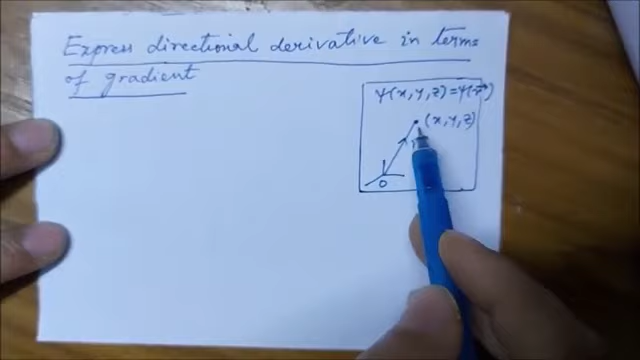 Express directional derivative in terms
of gradient
ψ(x,y,z)=ψ(r⃗)
(x,y,z)
O